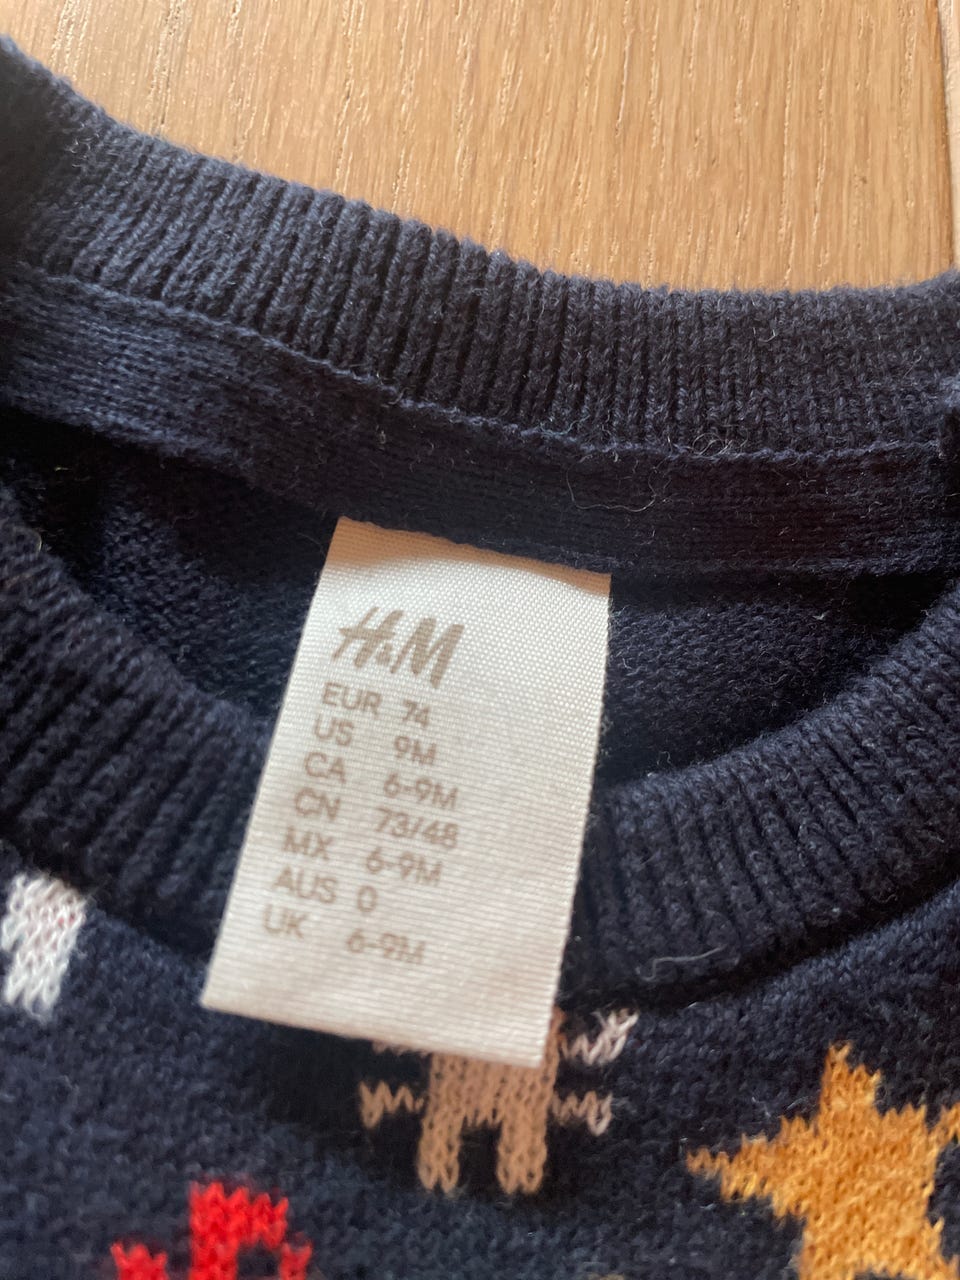 H&M
EUR 74
US 9M
CA 6-9M
CN 73/48
MX 6-9M
AUS 0
UK 6-9M